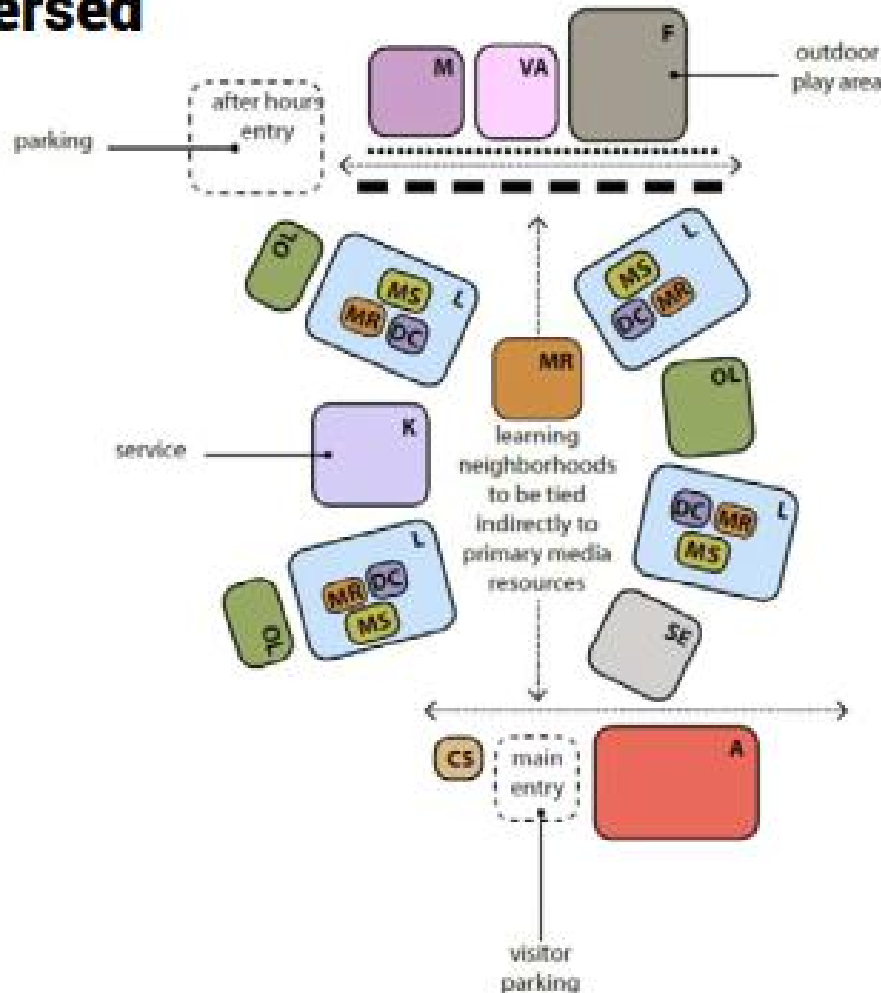 ersed
M
VA
F
outdoor
play area
after hours
entry
parking
OL
L
MS
MR
DC
L
MS
MR
DC
MR
OL
K
service
learning
neighborhoods
to be tied
indirectly to
primary media
resources
L
DC
MR
MS
L
MR
DC
MS
OL
SE
CS
main
entry
A
visitor
parking